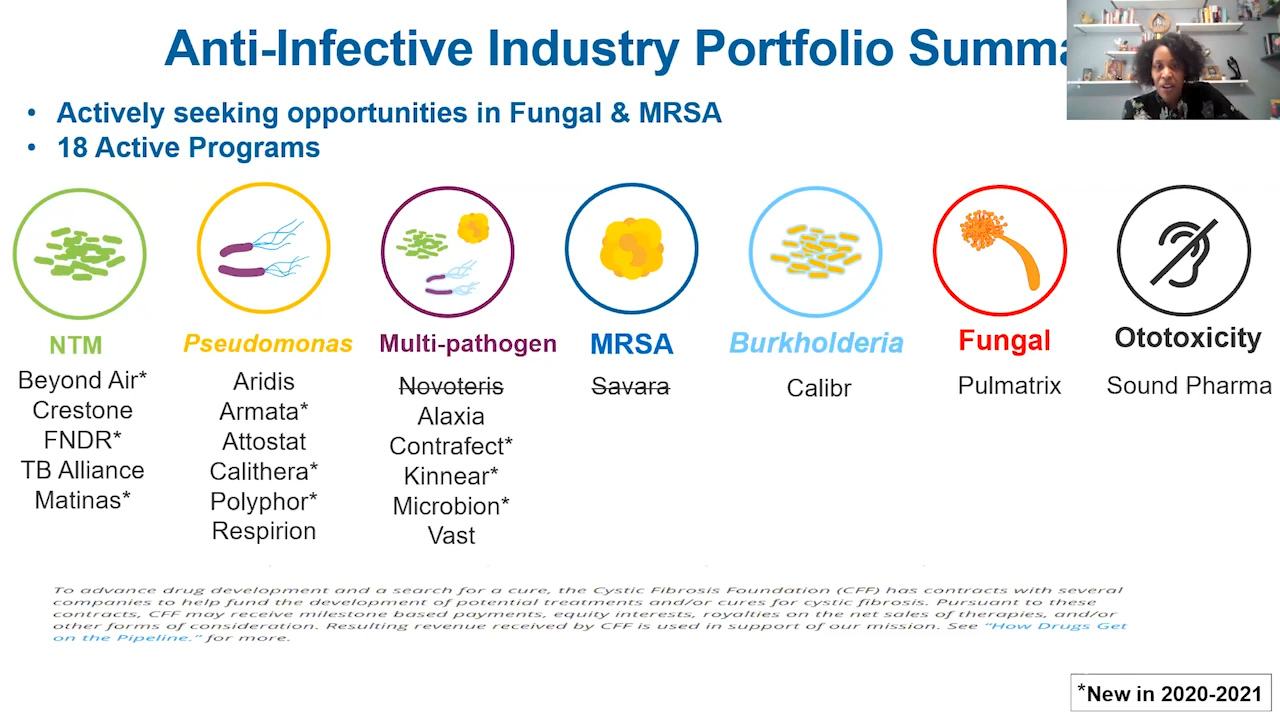 Anti-Infective Industry Portfolio Summa
• Actively seeking opportunities in Fungal & MRSA
• 18 Active Programs
NTM
Beyond Air*
Crestone
FNDR*
TB Alliance
Matinas*
Pseudomonas
Aridis
Armata*
Attostat
Calithera*
Polyphor*
Respirion
Multi-pathogen
Novoteris
Alaxia
Contrafect*
Kinnear*
Microbion*
Vast
MRSA
Savara
Burkholderia
Calibr
Fungal
Pulmatrix
Ototoxicity
Sound Pharma
To advance drug development and a search for a cure, the Cystic Fibrosis Foundation (CFF) has contracts with several
companies to help fund the development of potential treatments and/or cures for cystic fibrosis. Pursuant to these
contracts, CFF may receive milestone based payments, equity interests, royalties on the net sales of therapies, and/or
other forms of consideration. Resulting revenue received by CFF is used in support of our mission. See “How Drugs Get
on the Pipeline.” for more.
*New in 2020-2021